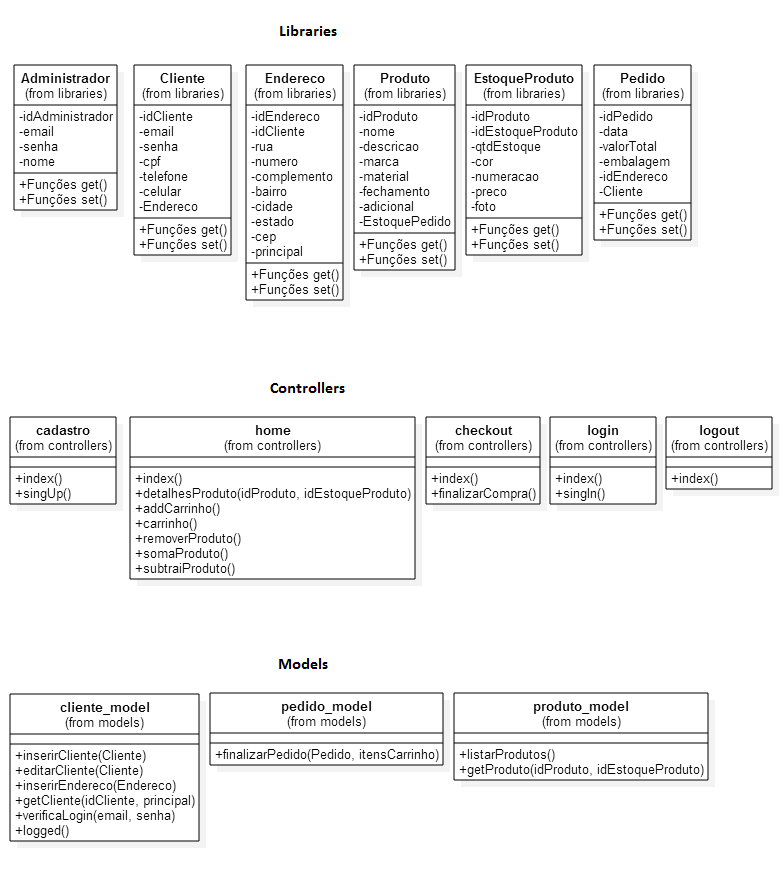 Libraries
Administrador
(from libraries)
-idAdministrador
-email
-senha
-nome
+Funções get()
+Funções set()
Cliente
(from libraries)
-idCliente
-email
-senha
-cpf
-telefone
-celular
-Endereco
+Funções get()
+Funções set()
Endereco
(from libraries)
-idEndereco
-idCliente
-rua
-numero
-complemento
-bairro
-cidade
-estado
-cep
-principal
+Funções get()
+Funções set()
Produto
(from libraries)
-idProduto
-nome
-descricao
-marca
-material
-fechamento
-adicional
-EstoquePedido
+Funções get()
+Funções set()
EstoqueProduto
(from libraries)
-idProduto
-idEstoqueProduto
-qtdEstoque
-cor
-numeracao
-preco
-foto
+Funções get()
+Funções set()
Pedido
(from libraries)
-idPedido
-data
-valorTotal
-embalagem
-idEndereco
-Cliente
+Funções get()
+Funções set()
Controllers
cadastro
(from controllers)
+index()
+singUp()
home
(from controllers)
+index()
+detalhesProduto(idProduto, idEstoqueProduto)
+addCarrinho()
+carrinho()
+removerProduto()
+somaProduto()
+subtraiProduto()
checkout
(from controllers)
+index()
+finalizarCompra()
login
(from controllers)
+index()
+singIn()
logout
(from controllers)
+index()
Models
cliente_model
(from models)
+inserirCliente(Cliente)
+editarCliente(Cliente)
+inserirEndereco(Endereco)
+getCliente(idCliente, principal)
+verificaLogin(email, senha)
+logged()
pedido_model
(from models)
+finalizarPedido(Pedido, itensCarrinho)
produto_model
(from models)
+listarProdutos()
+getProduto(idProduto, idEstoqueProduto)